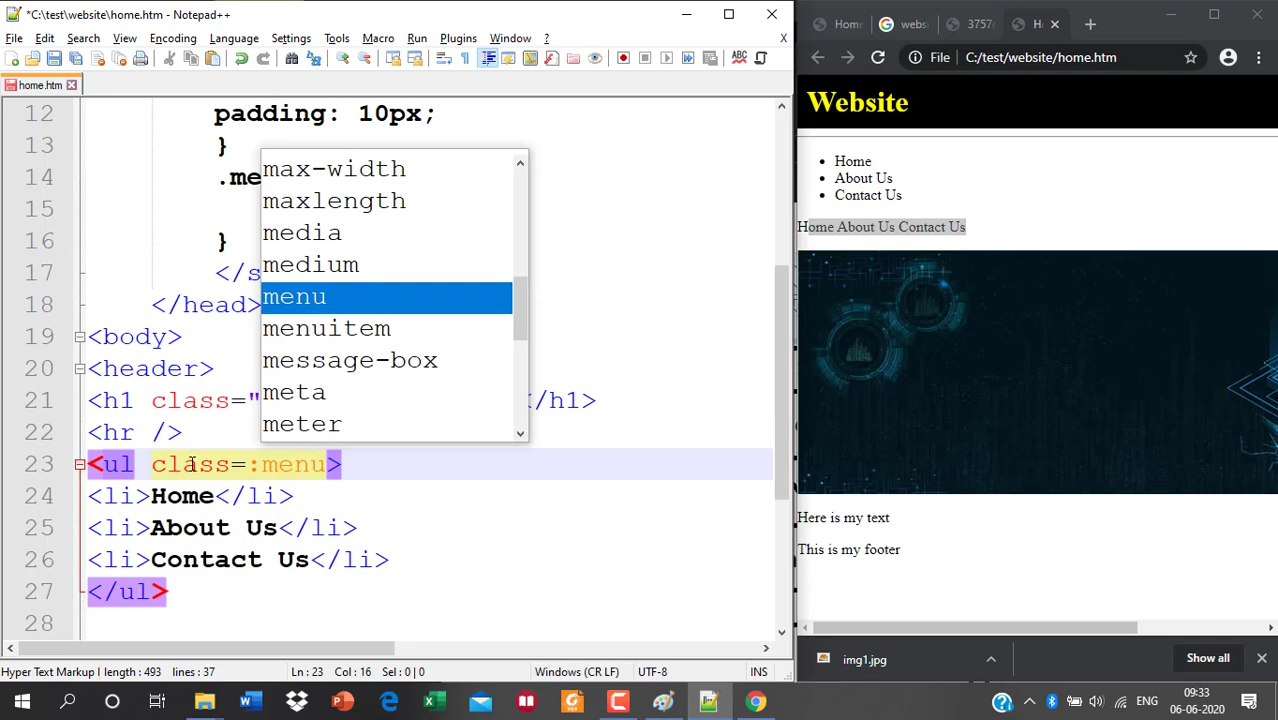 *C:\test\website\home.htm - Notepad++
File Edit Search View Encoding Language Settings Tools Macro Run Plugins Window ?
home.htm
12 padding: 10px;
13 }
14 .me
15
16 }
17 </s
18 </head>
19 <body>
20 <header>
21 <h1 class=" </h1>
22 <hr />
23 <ul class=:menu>
24 <li>Home</li>
25 <li>About Us</li>
26 <li>Contact Us</li>
27 </ul>
28
max-width
maxlength
media
medium
menu
menuitem
message-box
meta
meter
Hyper Text Markup l length : 493 lines : 37 Ln : 23 Col : 16 Sel : 0 | 0 Windows (CR LF) UTF-8 INS
Home webs 3757 H
File C:/test/website/home.htm
Website
Home
About Us
Contact Us
Home About Us Contact Us
Here is my text
This is my footer
img1.jpg Show all
ENG 09:33
06-06-2020